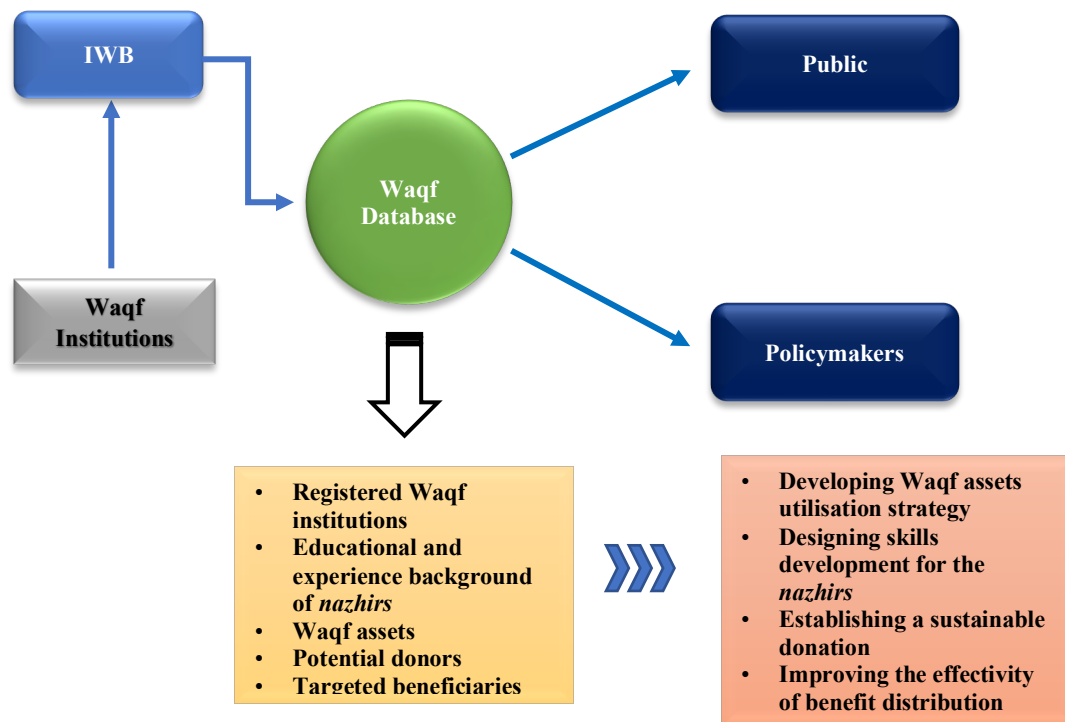 IWB
Public
Waqf
Database
Waqf
Institutions
Policymakers
• Registered Waqf
institutions
• Educational and
experience background
of nazhirs
• Waqf assets
• Potential donors
• Targeted beneficiaries
• Developing Waqf assets
utilisation strategy
• Designing skills
development for the
nazhirs
• Establishing a sustainable
donation
• Improving the effectivity
of benefit distribution